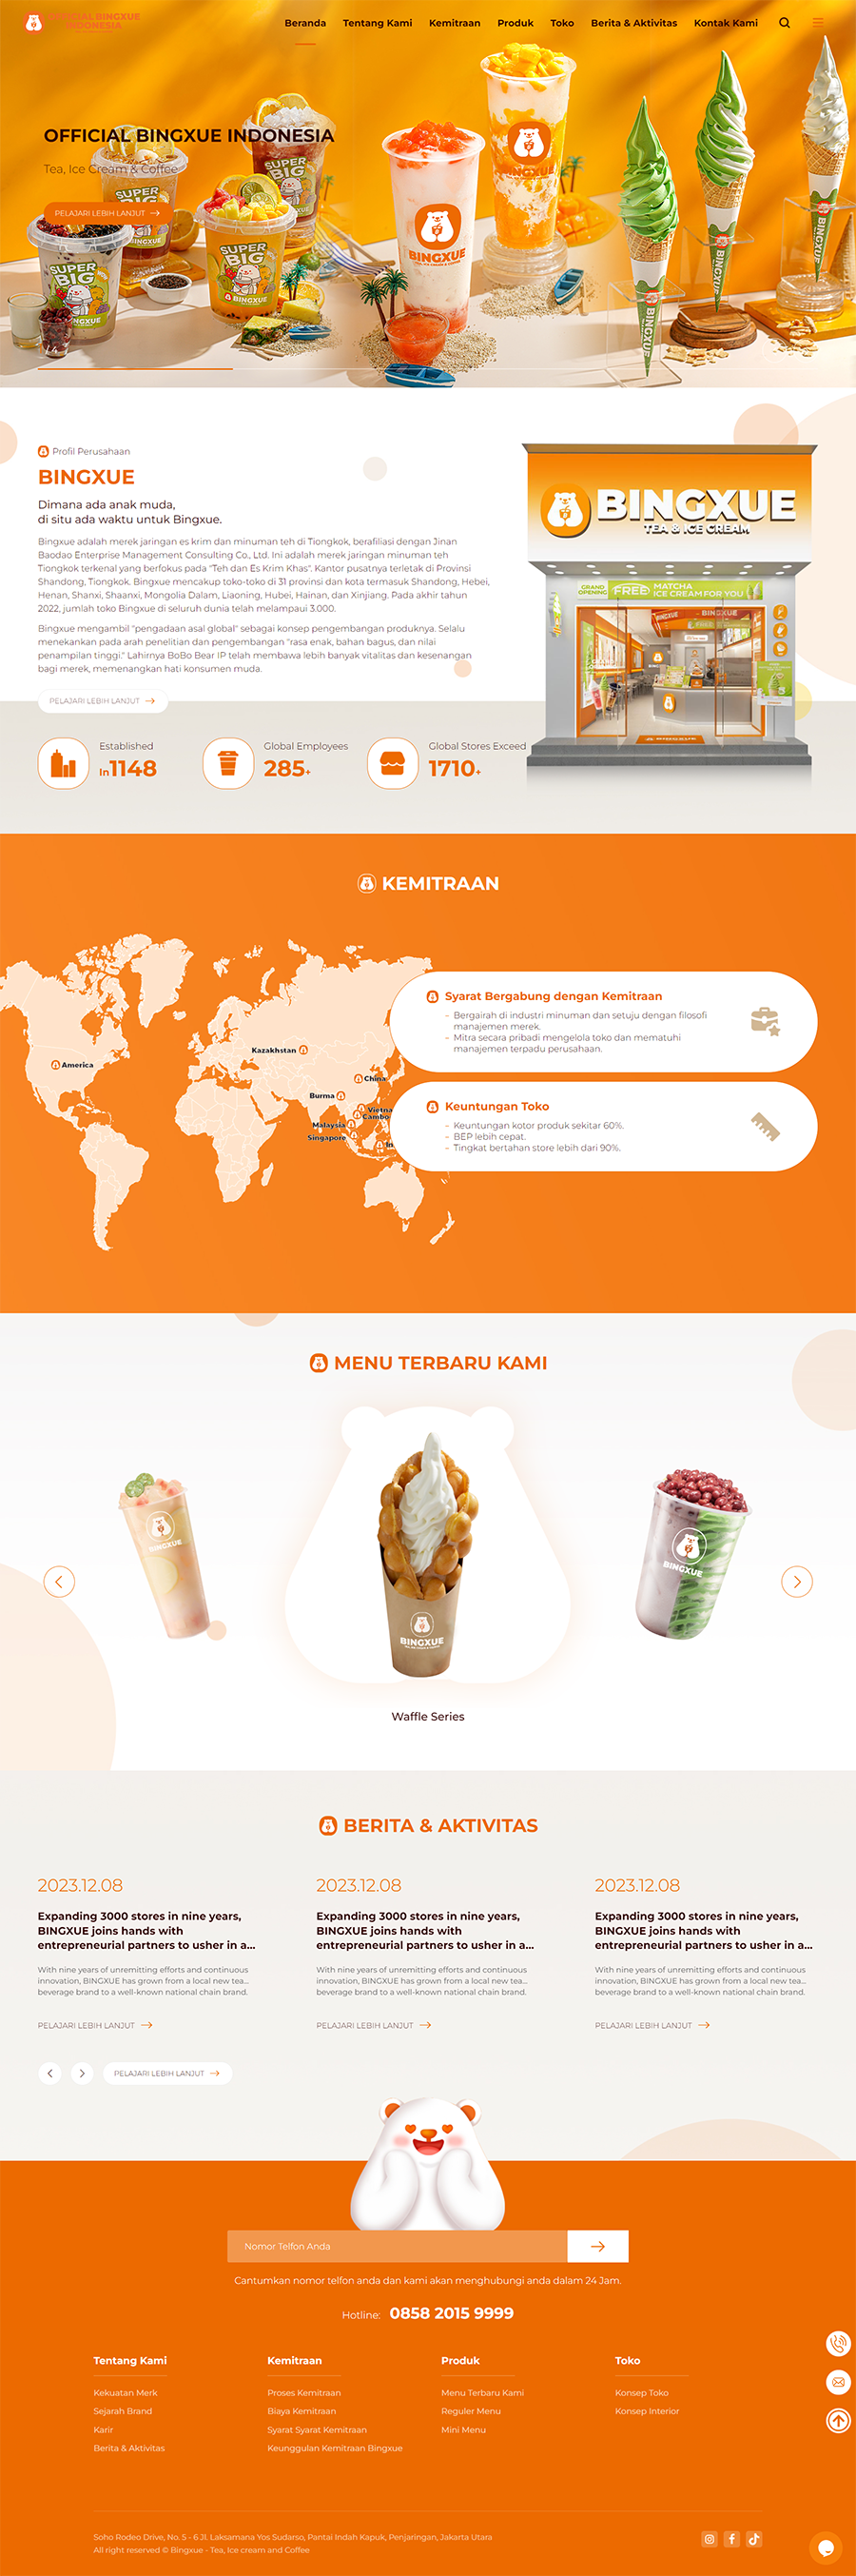 OFFICIAL BINGXUE
INDONESIA
Beranda
Tentang Kami
Kemitraan
Produk
Toko
Berita & Aktivitas
Kontak Kami
OFFICIAL BINGXUE INDONESIA
Tea, Ice Cream & Coffee
PELAJARI LEBIH LANJUT
SUPER
BIG
SUPER
BIG
BINGXUE
SUPER
BIG
BINGXUE
BINGXUE
BINGXUE
BINGXUE
BINGXUE
BINGXUE
Profil Perusahaan
BINGXUE
Dimana ada anak muda,
di situ ada waktu untuk Bingxue.
Bingxue adalah merek jaringan es krim dan minuman teh di Tiongkok, berafiliasi dengan Jinan
Baodao Enterprise Management Consulting Co., Ltd. Ini adalah merek jaringan minuman teh
Tiongkok terkenal yang berfokus pada "Teh dan Es Krim Khas". Kantor pusatnya terletak di Provinsi
Shandong, Tiongkok. Bingxue mencakup toko-toko di 31 provinsi dan kota termasuk Shandong, Hebei,
Henan, Shanxi, Shaanxi, Mongolia Dalam, Liaoning, Hubei, Hainan, dan Xinjiang. Pada akhir tahun
2022, jumlah toko Bingxue di seluruh dunia telah melampaui 3.000.
Bingxue mengambil "pengadaan asal global" sebagai konsep pengembangan produknya. Selalu
menekankan pada arah penelitian dan pengembangan "rasa enak, bahan bagus, dan nilai
penampilan tinggi." Lahirnya BoBo Bear IP telah membawa lebih banyak vitalitas dan kesenangan
bagi merek, memenangkan hati konsumen muda.
PELAJARI LEBIH LANJUT
BINGXUE
TEA & ICE CREAM
GRAND
OPENING
FREE MATCHA
ICE CREAM FOR YOU
BINGXUE
BINGXUE
Established
In1148
Global Employees
285+
Global Stores Exceed
1710+
KEMITRAAN
America
Kazakhstan
China
Burma
Vietna
Cambo
Malaysia
Singapore
In
Syarat Bergabung dengan Kemitraan
– Bergairah di industri minuman dan setuju dengan filosofi
manajemen merek.
– Mitra secara pribadi mengelola toko dan mematuhi
manajemen terpadu perusahaan.
Keuntungan Toko
– Keuntungan kotor produk sekitar 60%.
– BEP lebih cepat.
– Tingkat bertahan store lebih dari 90%.
MENU TERBARU KAMI
BINGXUE
BINGXUE
BINGXUE
Waffle Series
BERITA & AKTIVITAS
2023.12.08
Expanding 3000 stores in nine years,
BINGXUE joins hands with
entrepreneurial partners to usher in a...
With nine years of unremitting efforts and continuous
innovation, BINGXUE has grown from a local new tea...
beverage brand to a well-known national chain brand.
PELAJARI LEBIH LANJUT
2023.12.08
Expanding 3000 stores in nine years,
BINGXUE joins hands with
entrepreneurial partners to usher in a...
With nine years of unremitting efforts and continuous
innovation, BINGXUE has grown from a local new tea...
beverage brand to a well-known national chain brand.
PELAJARI LEBIH LANJUT
2023.12.08
Expanding 3000 stores in nine years,
BINGXUE joins hands with
entrepreneurial partners to usher in a...
With nine years of unremitting efforts and continuous
innovation, BINGXUE has grown from a local new tea...
beverage brand to a well-known national chain brand.
PELAJARI LEBIH LANJUT
PELAJARI LEBIH LANJUT
Nomor Telfon Anda
Cantumkan nomor telfon anda dan kami akan menghubungi anda dalam 24 Jam.
Hotline: 0858 2015 9999
Tentang Kami
Kekuatan Merk
Sejarah Brand
Karir
Berita & Aktivitas
Kemitraan
Proses Kemitraan
Biaya Kemitraan
Syarat Syarat Kemitraan
Keunggulan Kemitraan Bingxue
Produk
Menu Terbaru Kami
Reguler Menu
Mini Menu
Toko
Konsep Toko
Konsep Interior
Soho Rodeo Drive, No. 5 - 6 Jl. Laksamana Yos Sudarso, Pantai Indah Kapuk, Penjaringan, Jakarta Utara
All right reserved © Bingxue - Tea, Ice cream and Coffee